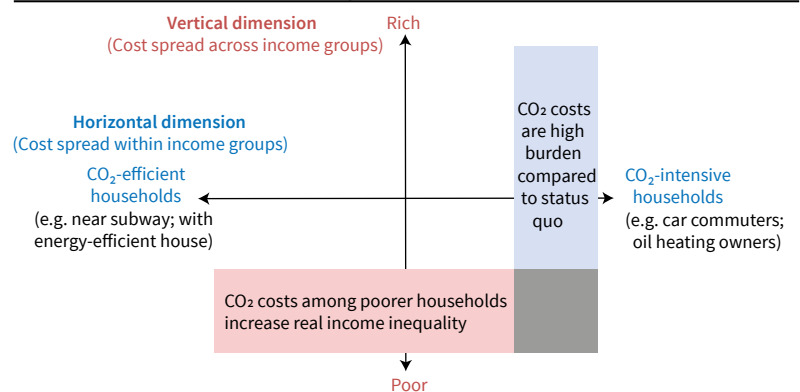 Vertical dimension
(Cost spread across income groups)
Rich
Horizontal dimension
(Cost spread within income groups)
CO₂-efficient
households
(e.g. near subway; with
energy-efficient house)
CO₂ costs
are high
burden
compared
to status
quo
CO₂-intensive
households
(e.g. car commuters;
oil heating owners)
CO₂ costs among poorer households
increase real income inequality
Poor